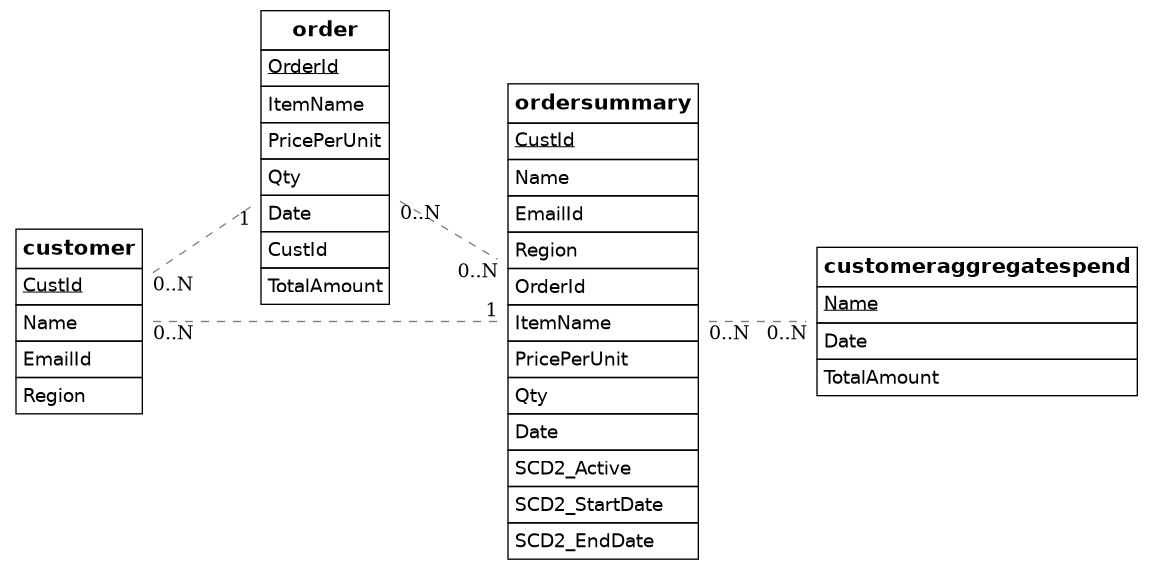 order
OrderId
ItemName
PricePerUnit
Qty
Date
CustId
TotalAmount
customer
CustId
Name
EmailId
Region
ordersummary
CustId
Name
EmailId
Region
OrderId
ItemName
PricePerUnit
Qty
Date
SCD2_Active
SCD2_StartDate
SCD2_EndDate
customeraggregatespend
Name
Date
TotalAmount
1
0..N
0..N
0..N
1
0..N
0..N
0..N